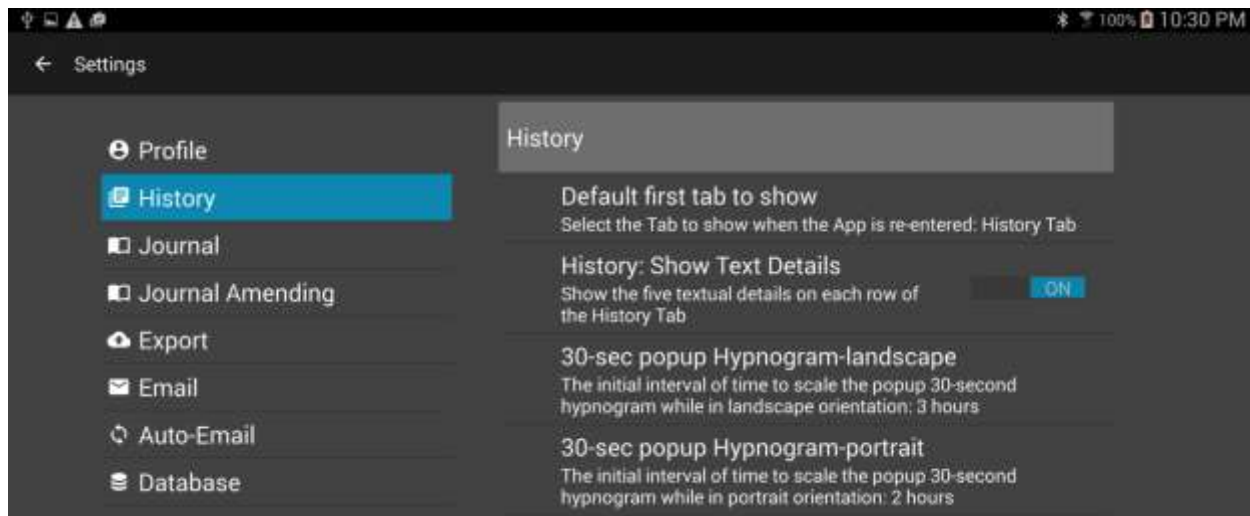 100% 10:30 PM
Settings
Profile
History
Journal
Journal Amending
Export
Email
Auto-Email
Database
History
Default first tab to show
Select the Tab to show when the App is re-entered: History Tab
History: Show Text Details
Show the five textual details on each row of
the History Tab
ON
30-sec popup Hypnogram-landscape
The initial interval of time to scale the popup 30-second
hypnogram while in landscape orientation: 3 hours
30-sec popup Hypnogram-portrait
The initial interval of time to scale the popup 30-second
hypnogram while in portrait orientation: 2 hours